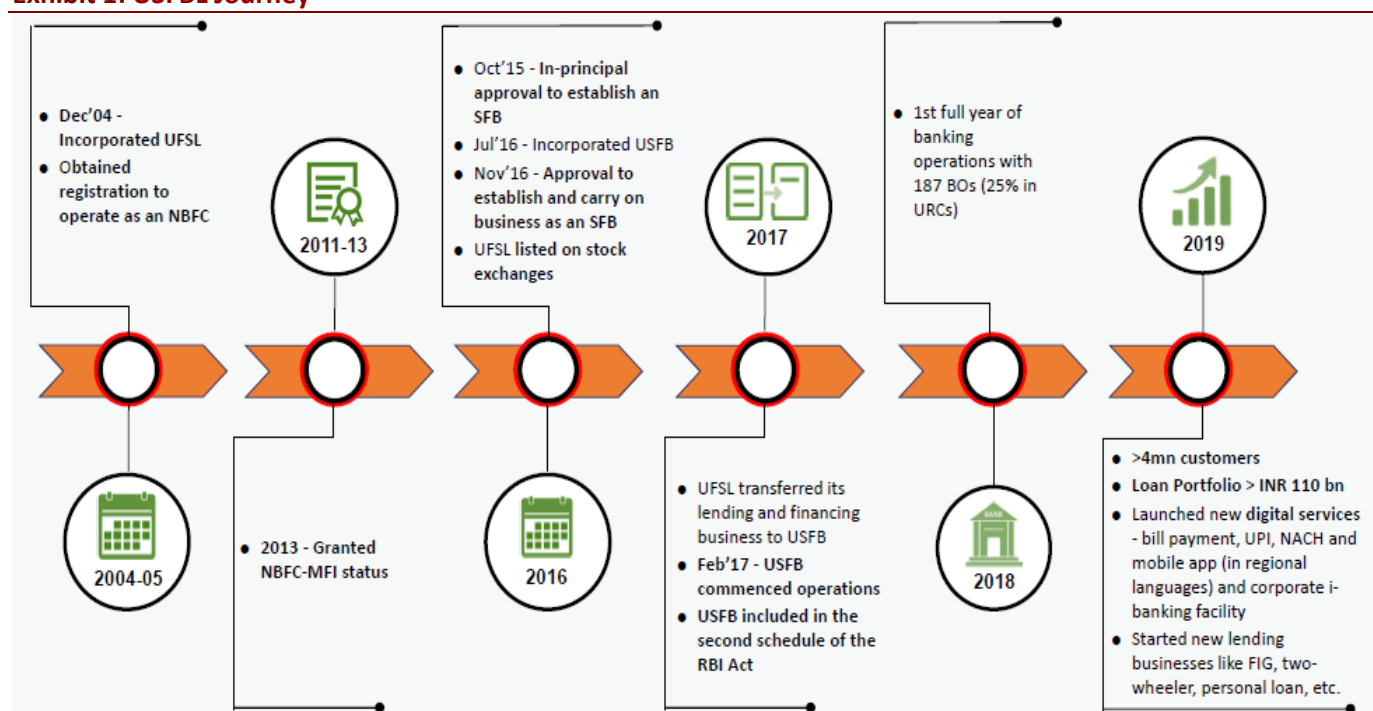 Exhibit 1: USFBL Journey
● Dec’04 -
Incorporated UFSL
● Obtained
registration to
operate as an NBFC
2004-05
2011-13
● 2013 - Granted
NBFC-MFI status
● Oct’15 - In-principal
approval to establish an
SFB
● Jul’16 - Incorporated USFB
● Nov’16 - Approval to
establish and carry on
business as an SFB
● UFSL listed on stock
exchanges
2016
2017
● UFSL transferred its
lending and financing
business to USFB
● Feb’17 - USFB
commenced operations
● USFB included in the
second schedule of the
RBI Act
● 1st full year of
banking
operations with
187 BOs (25% in
URCs)
BANK
2018
2019
● >4mn customers
● Loan Portfolio > INR 110 bn
● Launched new digital services
- bill payment, UPI, NACH and
mobile app (in regional
languages) and corporate i-
banking facility
● Started new lending
businesses like FIG, two-
wheeler, personal loan, etc.